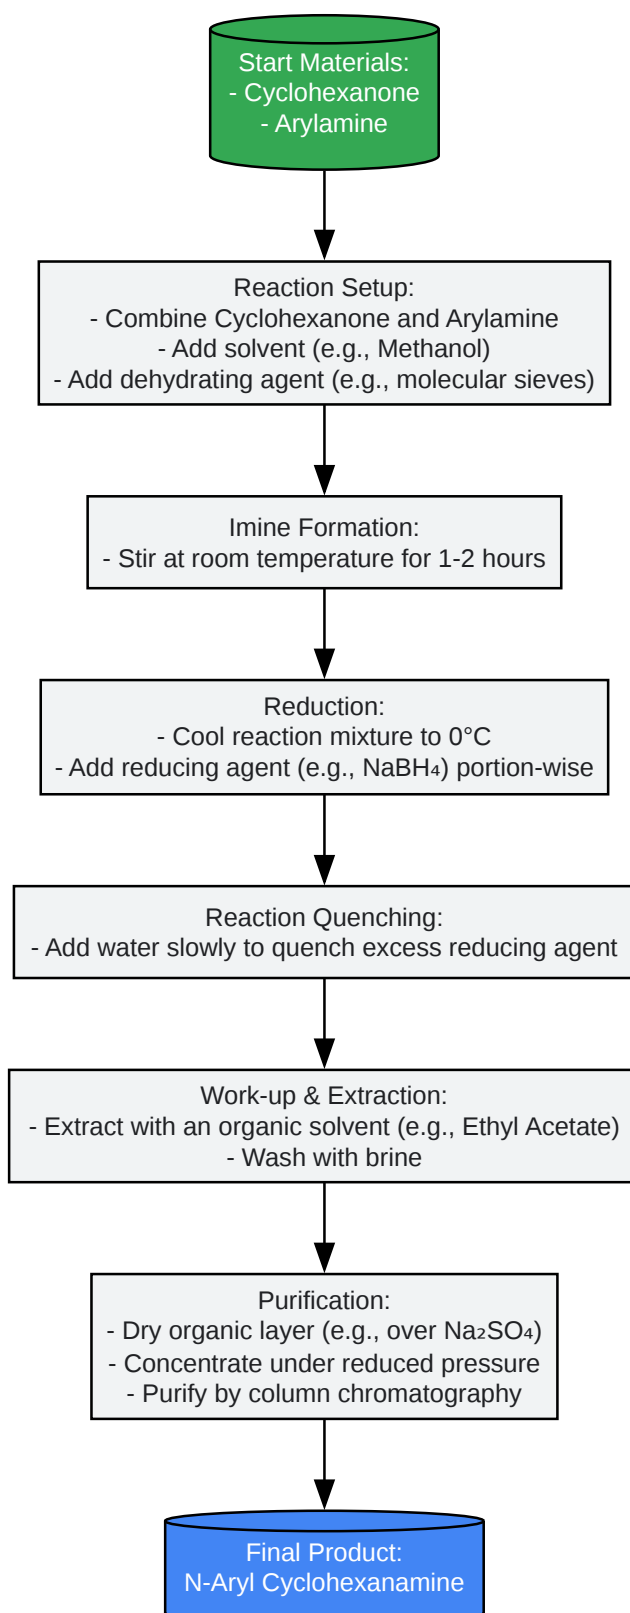 Start Materials:
- Cyclohexanone
- Arylamine
Reaction Setup:
- Combine Cyclohexanone and Arylamine
- Add solvent (e.g., Methanol)
- Add dehydrating agent (e.g., molecular sieves)
Imine Formation:
- Stir at room temperature for 1-2 hours
Reduction:
- Cool reaction mixture to 0°C
- Add reducing agent (e.g., NaBH₄) portion-wise
Reaction Quenching:
- Add water slowly to quench excess reducing agent
Work-up & Extraction:
- Extract with an organic solvent (e.g., Ethyl Acetate)
- Wash with brine
Purification:
- Dry organic layer (e.g., over Na₂SO₄)
- Concentrate under reduced pressure
- Purify by column chromatography
Final Product:
N-Aryl Cyclohexanamine